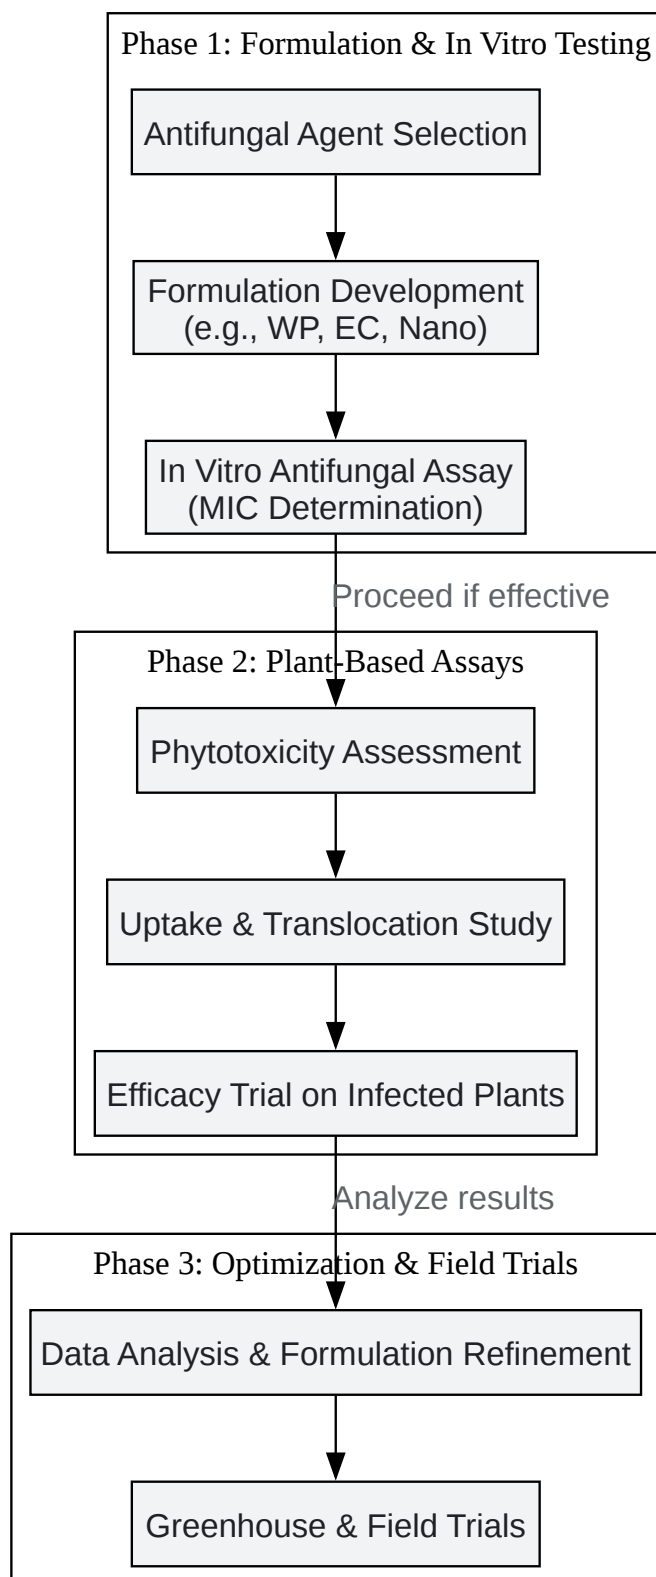 Phase 1: Formulation & In Vitro Testing
Antifungal Agent Selection
Formulation Development
(e.g., WP, EC, Nano)
In Vitro Antifungal Assay
(MIC Determination)
Proceed if effective
Phase 2: Plant-Based Assays
Phytotoxicity Assessment
Uptake & Translocation Study
Efficacy Trial on Infected Plants
Analyze results
Phase 3: Optimization & Field Trials
Data Analysis & Formulation Refinement
Greenhouse & Field Trials